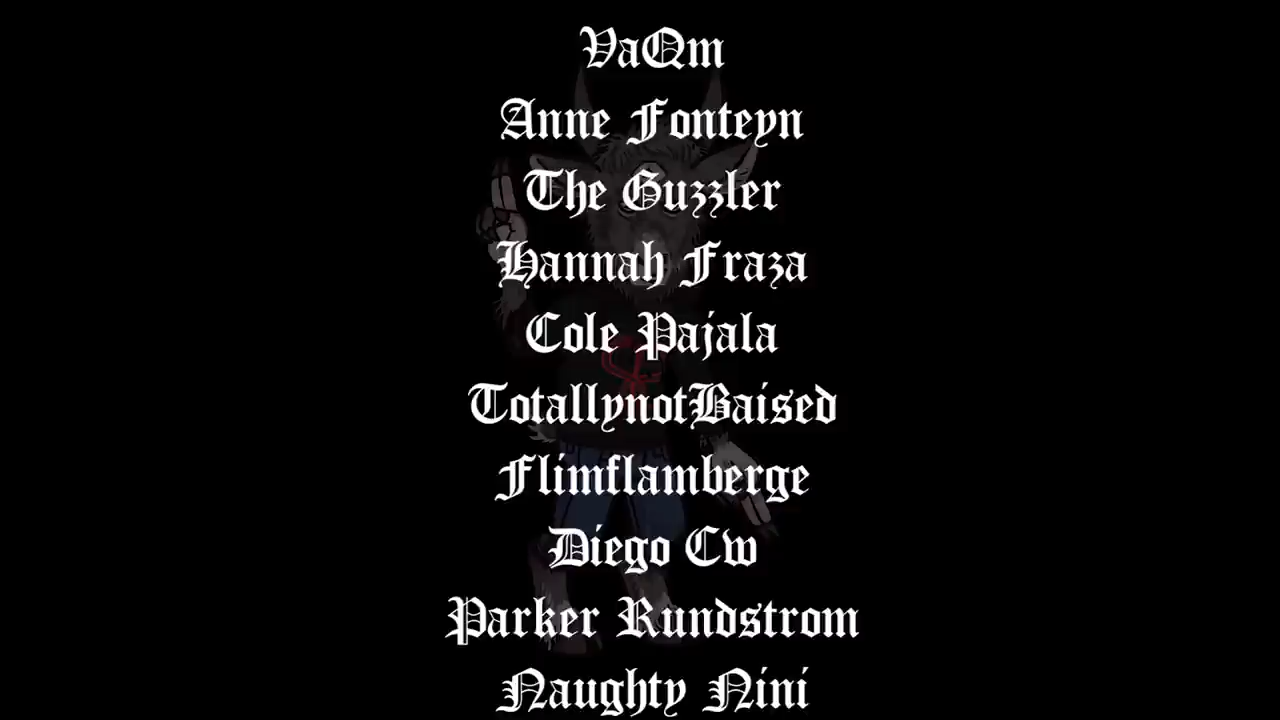 VaQm
Anne Fonteyn
The Guzzler
Hannah Fraza
Cole Pajala
TotallynotBaised
Flimflamberge
Diego Cw
Parker Rundstrom
Naughty Nini